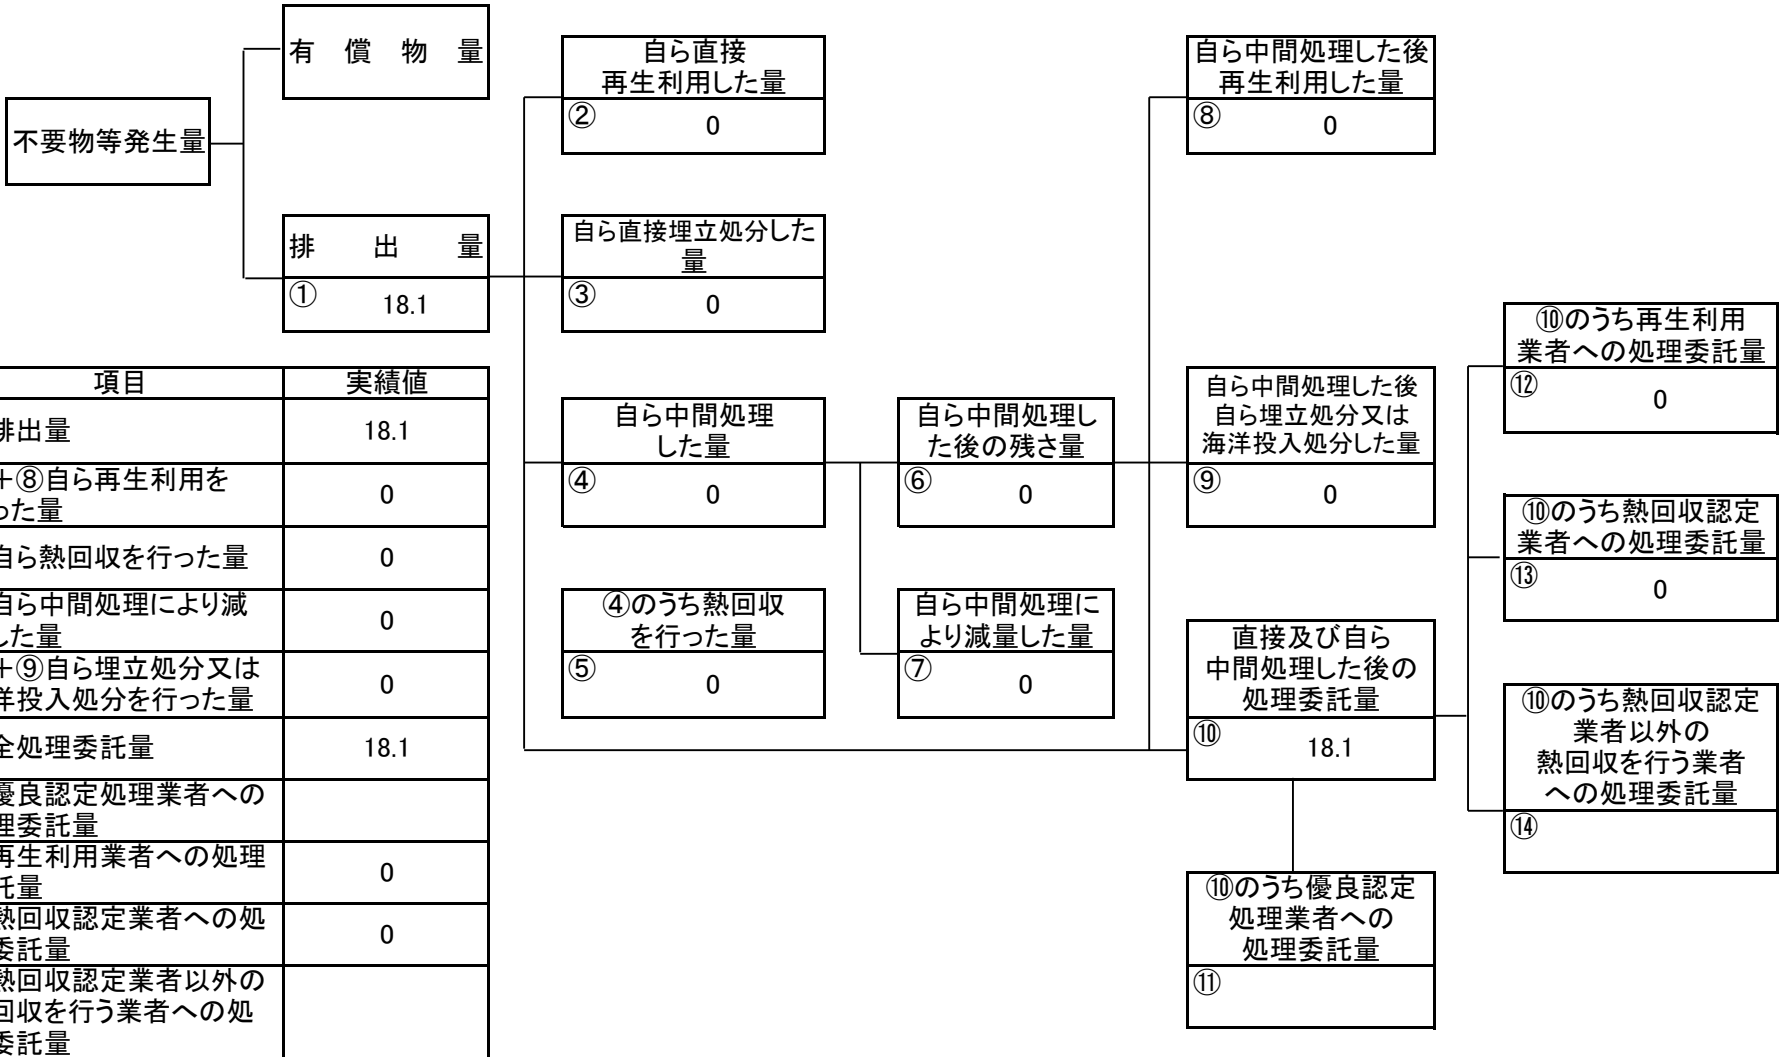 有償物量
不要物等発生量
排出量
① 18.1
自ら直接
再生利用した量
② 0
自ら直接埋立処分した
量
③ 0
自ら中間処理
した量
④ 0
④のうち熱回収
を行った量
⑤ 0
自ら中間処理し
た後の残さ量
⑥ 0
自ら中間処理に
より減量した量
⑦ 0
自ら中間処理した後
再生利用した量
⑧ 0
自ら中間処理した後
自ら埋立処分又は
海洋投入処分した量
⑨ 0
直接及び自ら
中間処理した後の
処理委託量
⑩ 18.1
⑩のうち優良認定
処理業者への
処理委託量
⑪
⑩のうち再生利用
業者への処理委託量
⑫ 0
⑩のうち熱回収認定
業者への処理委託量
⑬ 0
⑩のうち熱回収認定
業者以外の
熱回収を行う業者
への処理委託量
⑭
項目 実績値
排出量 18.1
+⑧自ら再生利用を
った量 0
自ら熱回収を行った量 0
自ら中間処理により減
した量 0
+⑨自ら埋立処分又は
洋投入処分を行った量 0
全処理委託量 18.1
優良認定処理業者への
理委託量
再生利用業者への処理
託量 0
熱回収認定業者への処
委託量 0
熱回収認定業者以外の
回収を行う業者への処
委託量